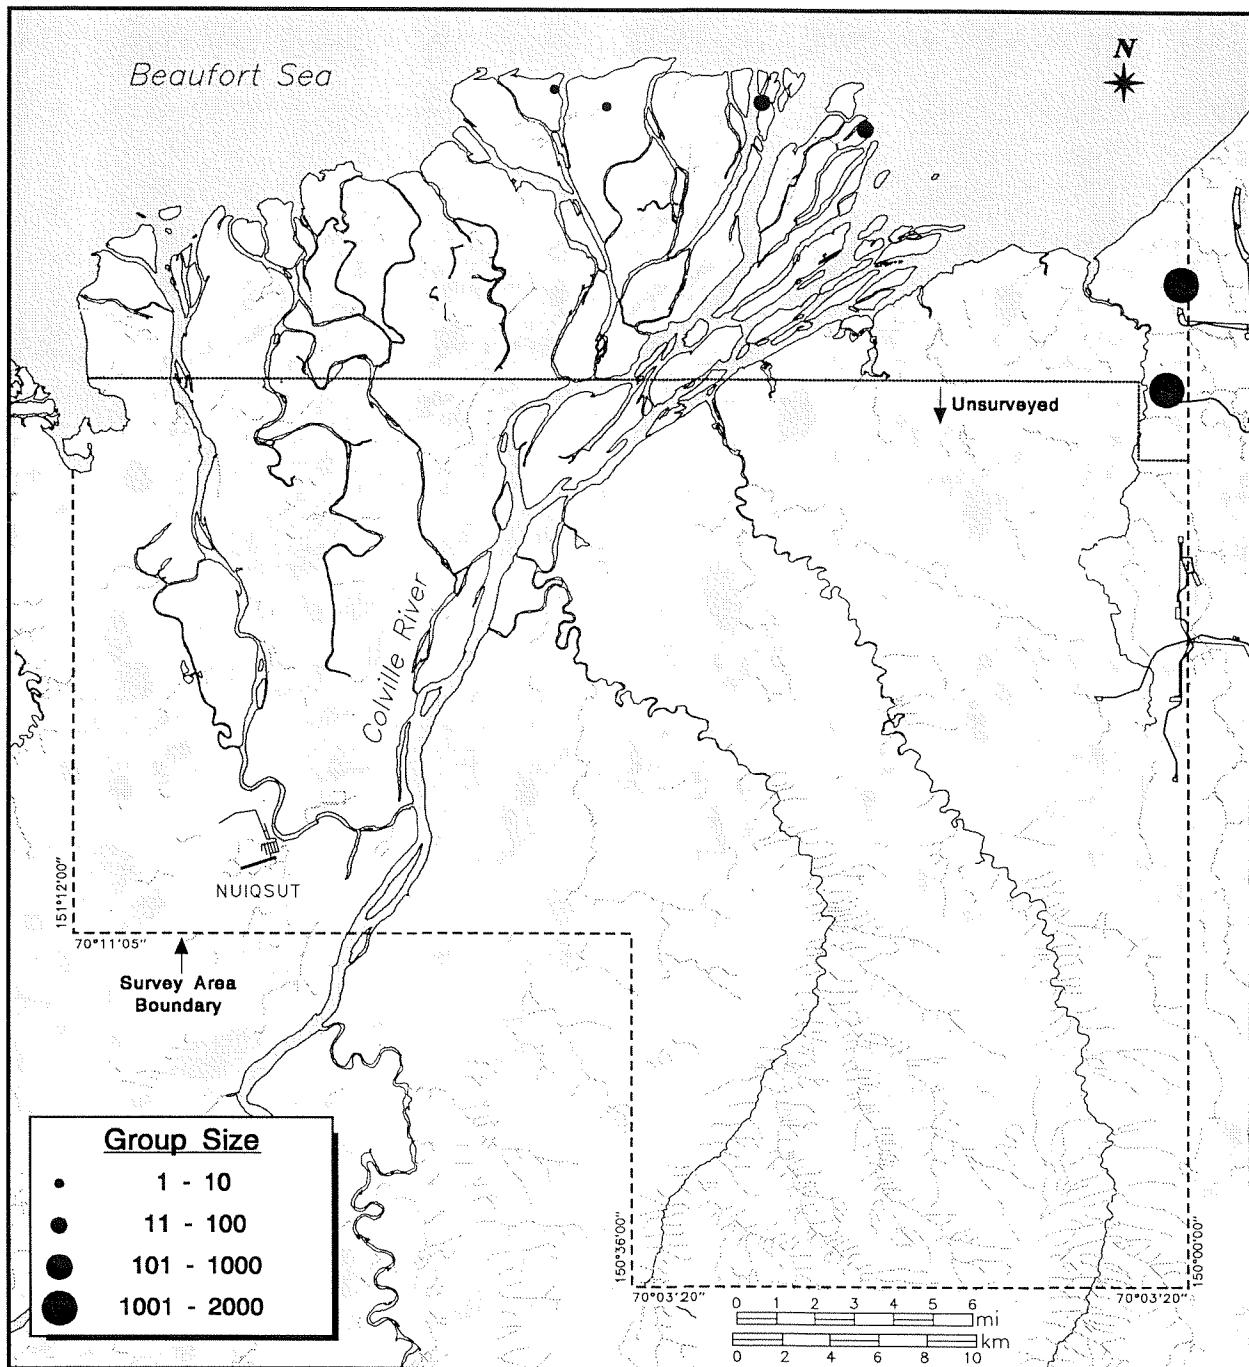 N
Beaufort Sea
Unsurveyed
Colville River
NUIQSUT
151°12'00"
70°11'05"
Survey Area
Boundary
Group Size
1 - 10
11 - 100
101 - 1000
1001 - 2000
150°36'00"
70°03'20"
150°00'00"
70°03'20"
0 1 2 3 4 5 6
mi
km
0 2 4 6 8 10